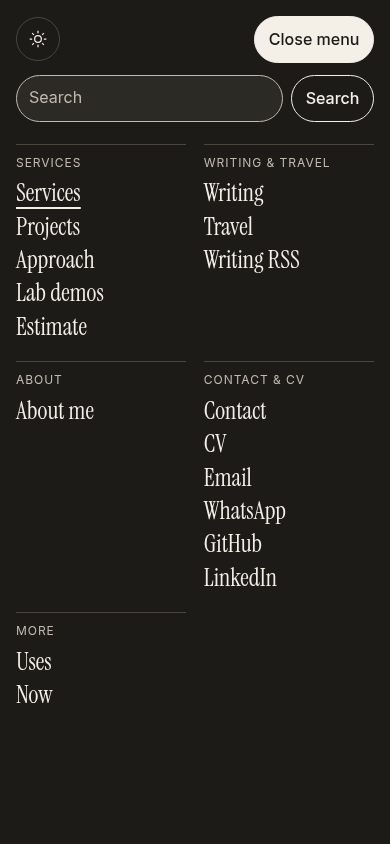 Close menu
Search
Search
SERVICES
Services
Projects
Approach
Lab demos
Estimate
WRITING & TRAVEL
Writing
Travel
Writing RSS
ABOUT
About me
CONTACT & CV
Contact
CV
Email
WhatsApp
GitHub
LinkedIn
MORE
Uses
Now